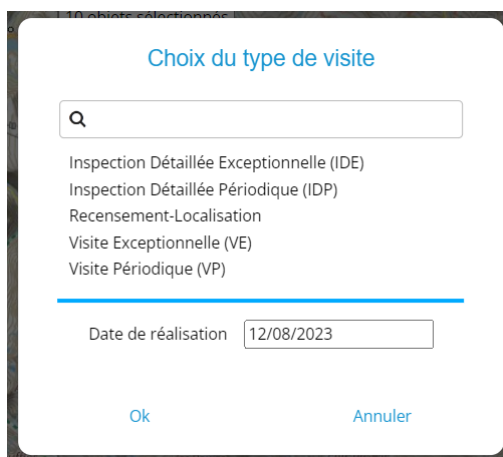 10 objets sélectionnés
Choix du type de visite
Inspection Détaillée Exceptionnelle (IDE)
Inspection Détaillée Périodique (IDP)
Recensement-Localisation
Visite Exceptionnelle (VE)
Visite Périodique (VP)
Date de réalisation 12/08/2023
Ok Annuler